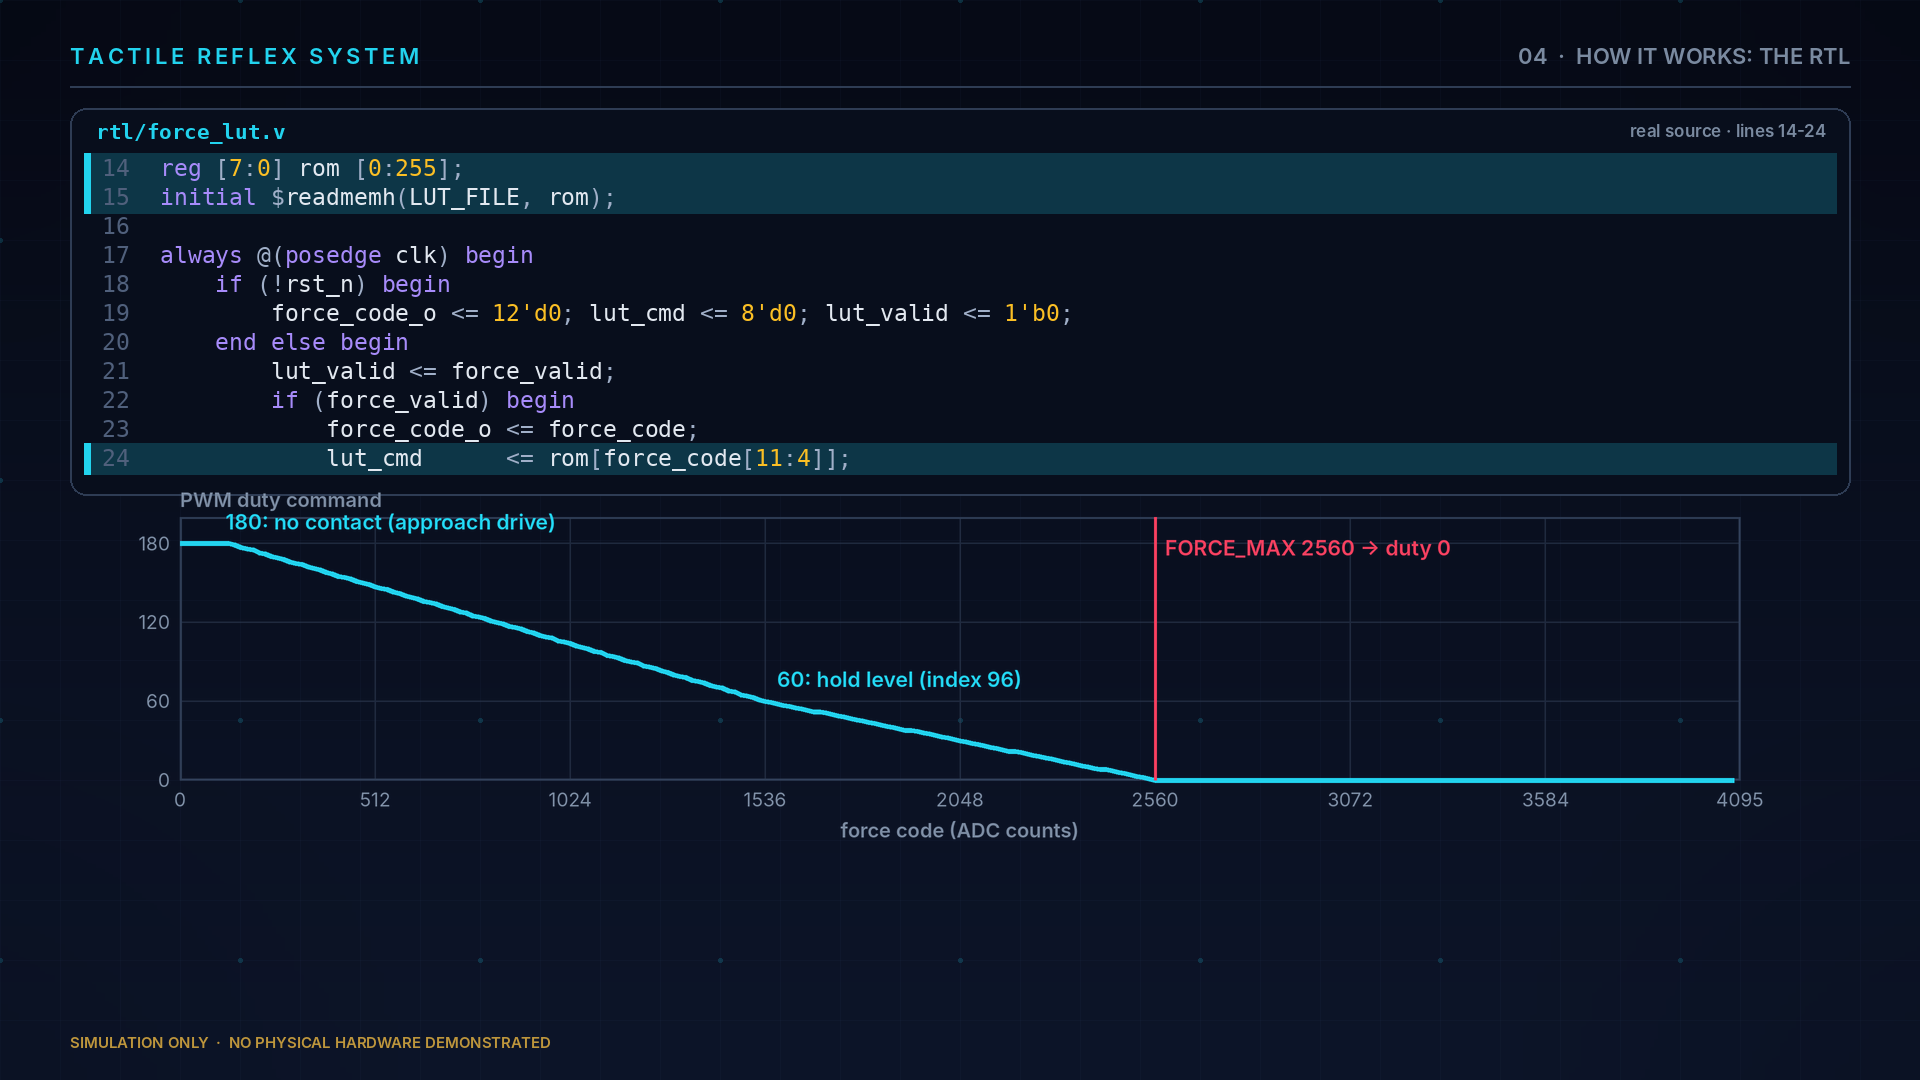 TACTILE REFLEX SYSTEM
04 · HOW IT WORKS: THE RTL
rtl/force_lut.v
real source · lines 14-24
14 reg [7:0] rom [0:255];
15 initial $readmemh(LUT_FILE, rom);
16
17 always @(posedge clk) begin
18     if (!rst_n) begin
19         force_code_o <= 12'd0; lut_cmd <= 8'd0; lut_valid <= 1'b0;
20     end else begin
21         lut_valid <= force_valid;
22         if (force_valid) begin
23             force_code_o <= force_code;
24             lut_cmd      <= rom[force_code[11:4]];
PWM duty command
180: no contact (approach drive)
FORCE_MAX 2560 → duty 0
60: hold level (index 96)
180
120
60
0
0 512 1024 1536 2048 2560 3072 3584 4095
force code (ADC counts)
SIMULATION ONLY · NO PHYSICAL HARDWARE DEMONSTRATED